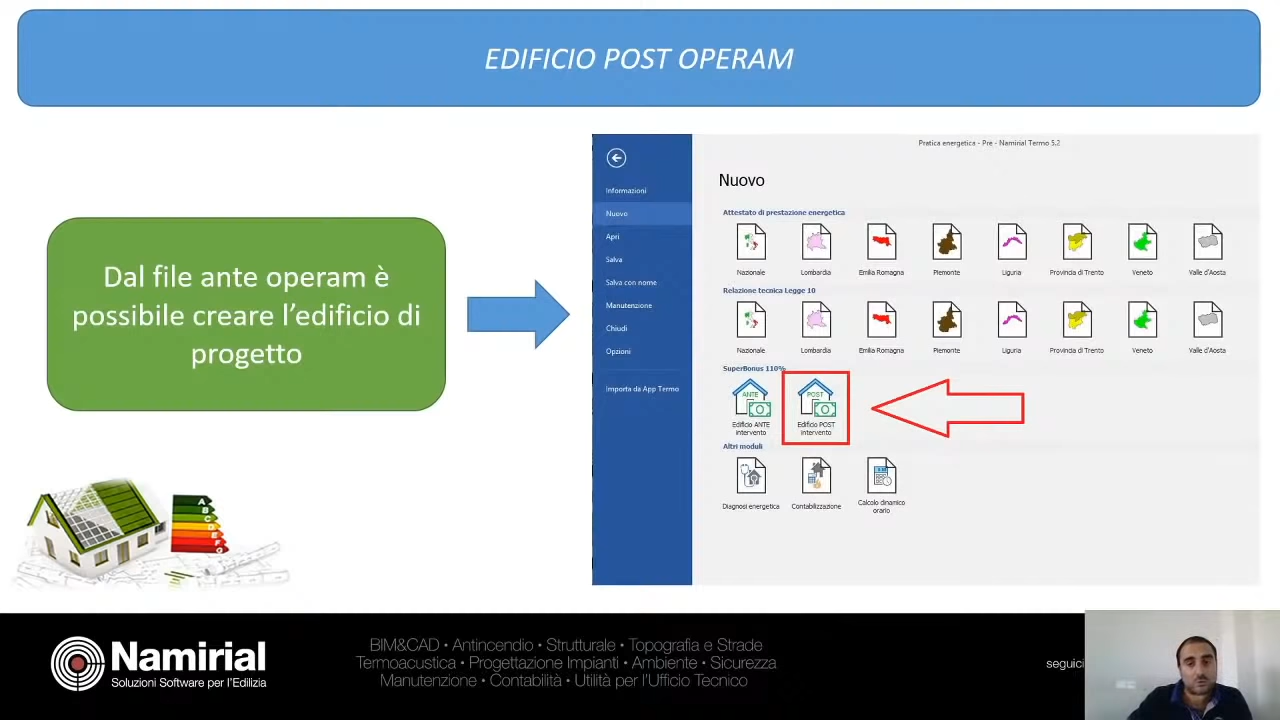 EDIFICIO POST OPERAM
Dal file ante operam è
possibile creare l'edificio di
progetto
Pratica energetica - Pre - Namirial Termo 5.2
Informazioni
Nuovo
Apri
Salva
Salva con nome
Manutenzione
Chiudi
Opzioni
Importa da App Termo
Nuovo
Attestato di prestazione energetica
Nazionale
Lombardia
Emilia Romagna
Piemonte
Liguria
Provincia di Trento
Veneto
Valle d'Aosta
Relazione tecnica Legge 10
Nazionale
Lombardia
Emilia Romagna
Piemonte
Liguria
Provincia di Trento
Veneto
Valle d'Aosta
SuperBonus 110%
ANTE
Edificio ANTE
intervento
POST
Edificio POST
intervento
Altri moduli
Diagnosi energetica
Contabilizzazione
Calcolo dinamico
orario
A
B
C
D
E
F
G
Namirial
Soluzioni Software per l'Edilizia
BIM&CAD • Antincendio • Strutturale • Topografia e Strade
Termoacustica • Progettazione Impianti • Ambiente • Sicurezza
Manutenzione • Contabilità • Utilità per l'Ufficio Tecnico
seguici